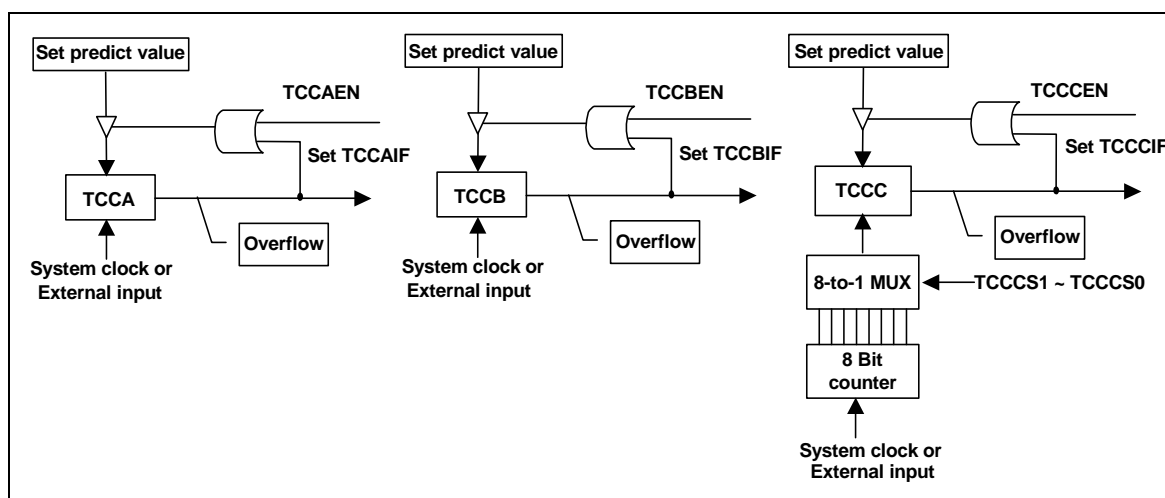 Set predict value
TCCAEN
Set TCCAIF
TCCA
Overflow
System clock or
External input
Set predict value
TCCBEN
Set TCCBIF
TCCB
Overflow
System clock or
External input
Set predict value
TCCCEN
Set TCCCIF
TCCC
Overflow
8-to-1 MUX
TCCCS1 ~ TCCCS0
8 Bit
counter
System clock or
External input